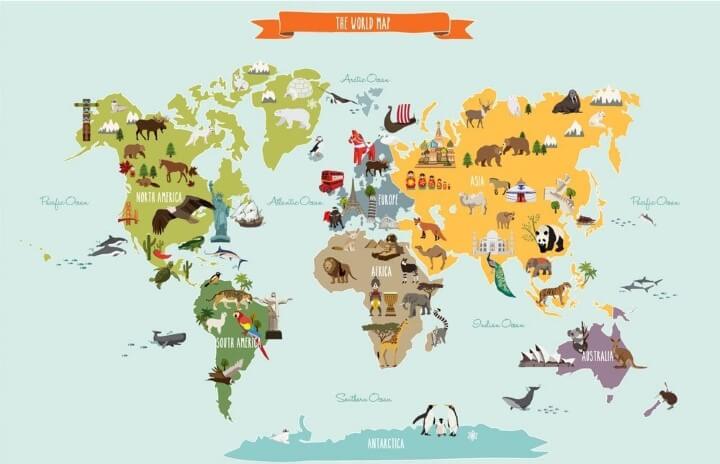 THE WORLD MAP
Arctic Ocean
NORTH AMERICA
ASIA
Pacific Ocean
Atlantic Ocean
EUROPE
Pacific Ocean
AFRICA
Indian Ocean
SOUTH AMERICA
AUSTRALIA
Southern Ocean
ANTARCTICA